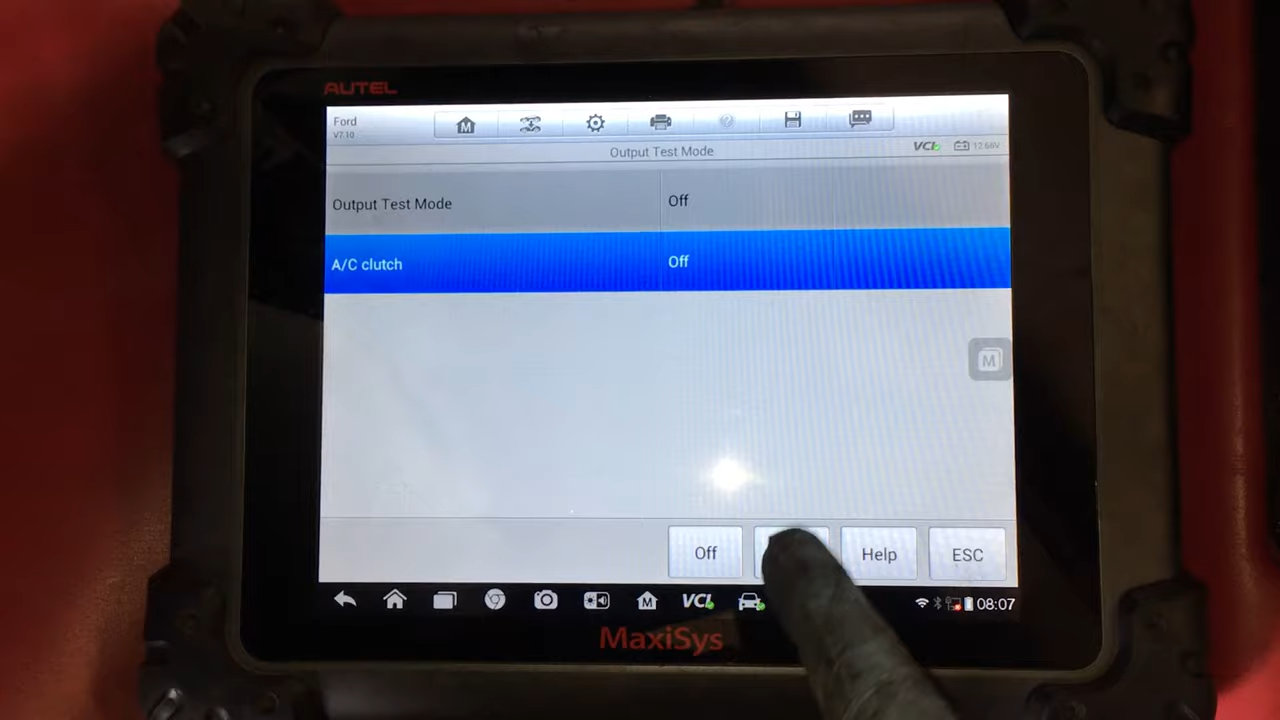 AUTEL
Ford
V7.10
M
Output Test Mode
VCI
12.66V
Output Test Mode Off
A/C clutch Off
M
Off
Help
ESC
M
VCI
08:07
MaxiSys